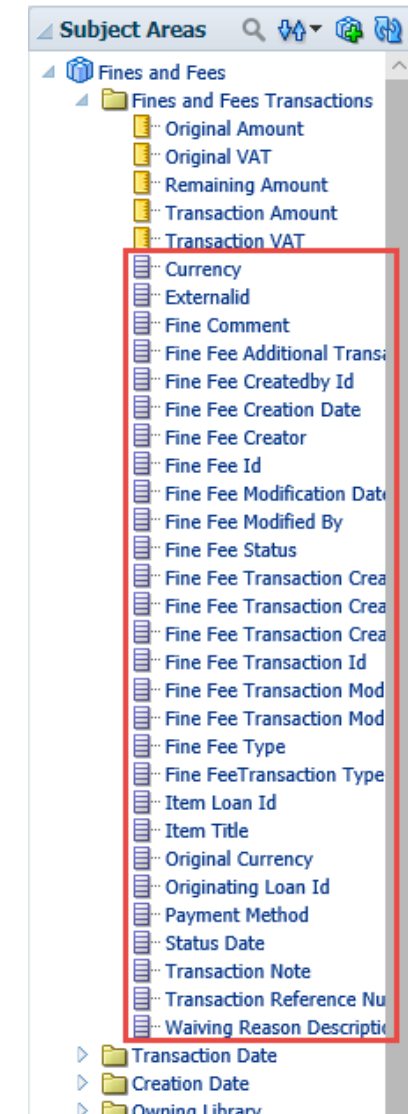 Subject Areas
Fines and Fees
Fines and Fees Transactions
Original Amount
Original VAT
Remaining Amount
Transaction Amount
Transaction VAT
Currency
Externalid
Fine Comment
Fine Fee Additional Transa
Fine Fee Createdby Id
Fine Fee Creation Date
Fine Fee Creator
Fine Fee Id
Fine Fee Modification Date
Fine Fee Modified By
Fine Fee Status
Fine Fee Transaction Crea
Fine Fee Transaction Crea
Fine Fee Transaction Crea
Fine Fee Transaction Id
Fine Fee Transaction Mod
Fine Fee Transaction Mod
Fine Fee Type
Fine FeeTransaction Type
Item Loan Id
Item Title
Original Currency
Originating Loan Id
Payment Method
Status Date
Transaction Note
Transaction Reference Nu
Waiving Reason Descriptio
Transaction Date
Creation Date
Owning Library